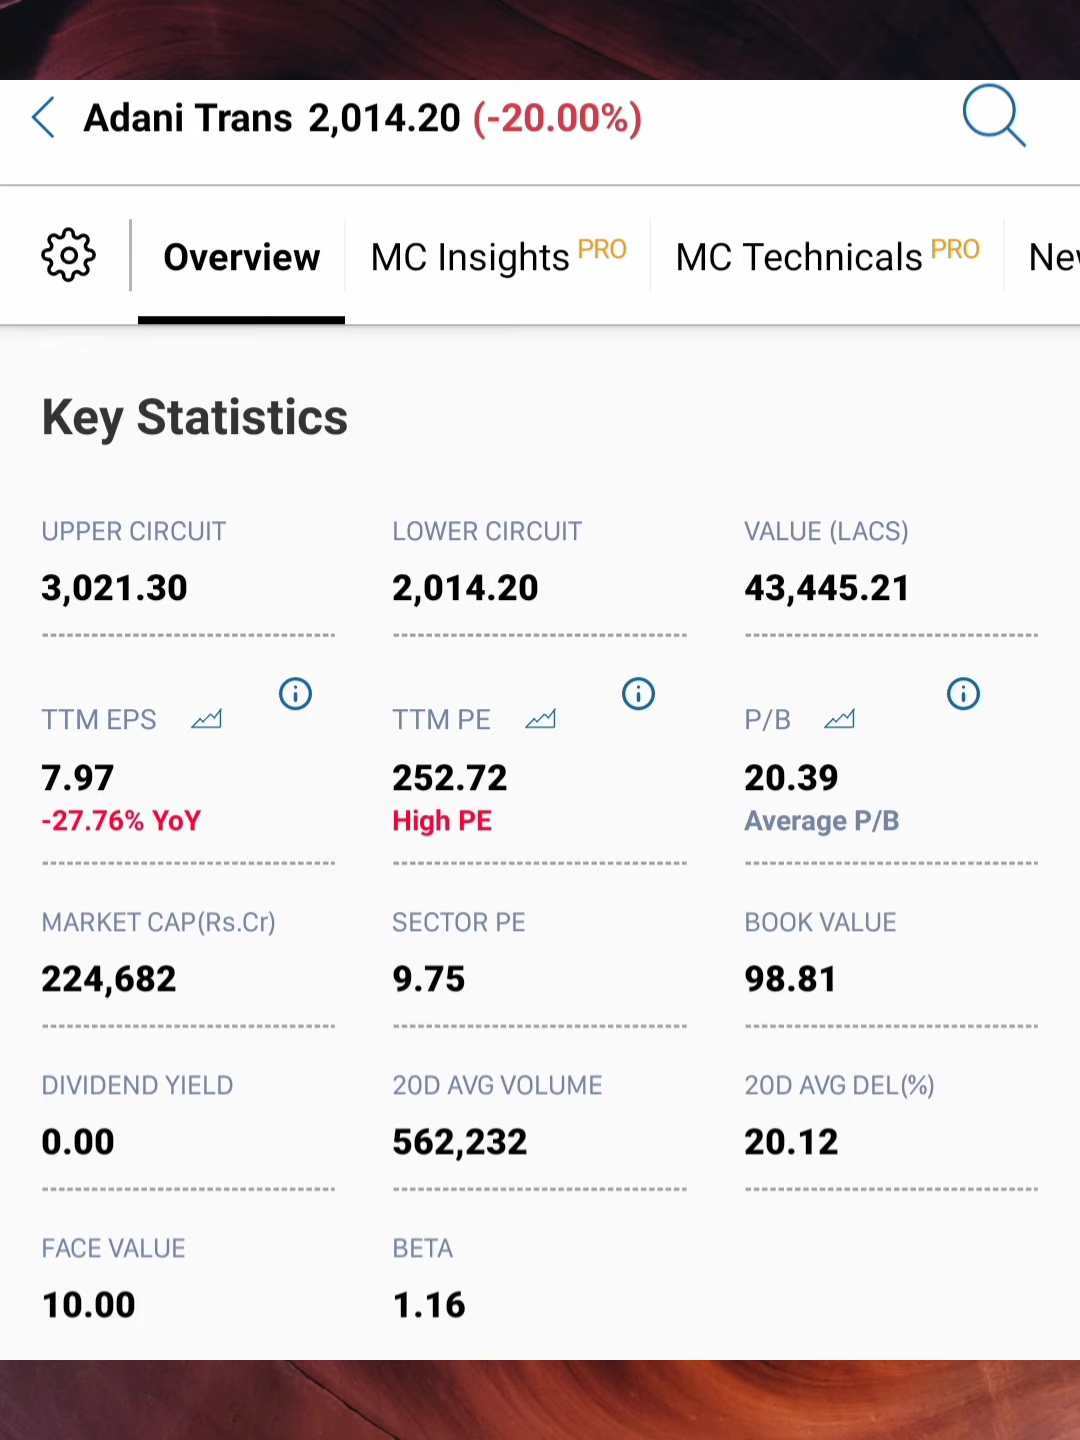 Adani Trans 2,014.20 (-20.00%)
Overview MC Insights PRO MC Technicals PRO
Key Statistics
UPPER CIRCUIT LOWER CIRCUIT VALUE (LACS)
3,021.30 2,014.20 43,445.21
TTM EPS TTM PE P/B
7.97 252.72 20.39
-27.76% YoY High PE Average P/B
MARKET CAP(Rs.Cr) SECTOR PE BOOK VALUE
224,682 9.75 98.81
DIVIDEND YIELD 20D AVG VOLUME 20D AVG DEL(%)
0.00 562,232 20.12
FACE VALUE BETA
10.00 1.16